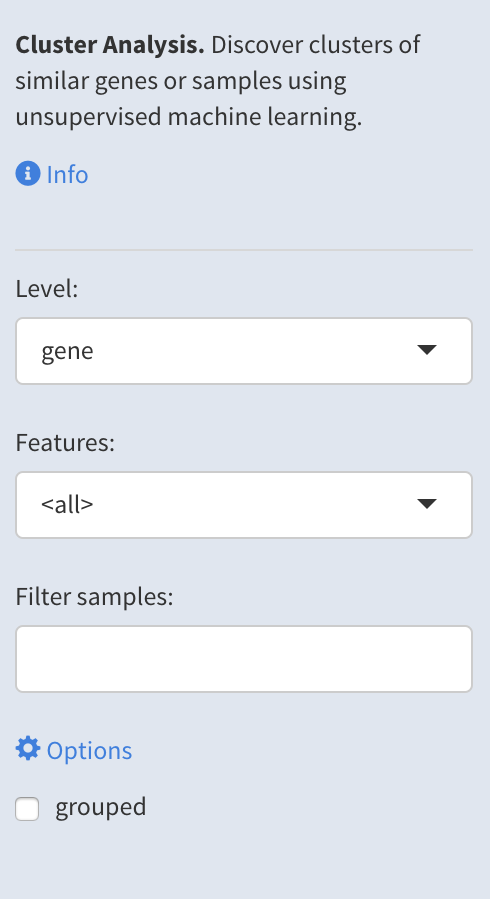 Cluster Analysis. Discover clusters of
similar genes or samples using
unsupervised machine learning.
Info
Level:
gene
Features:
<all>
Filter samples:
Options
grouped